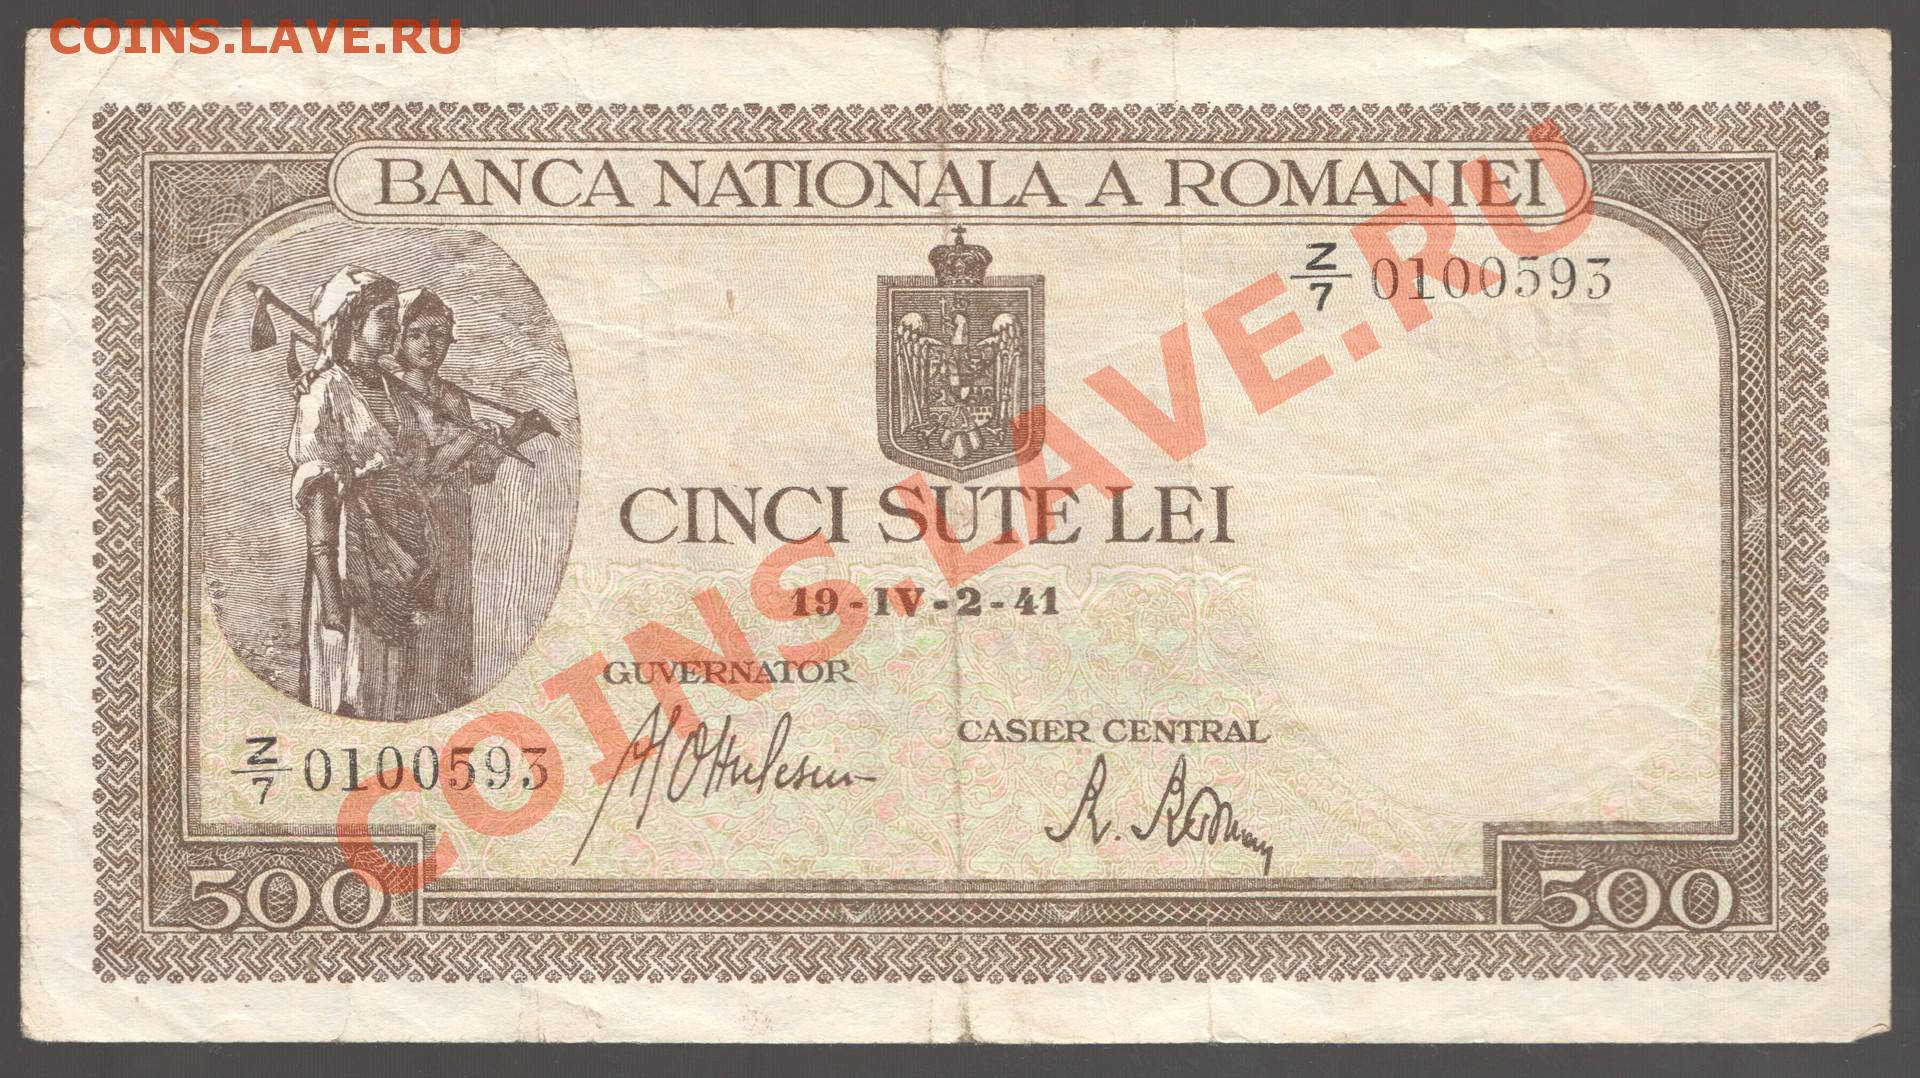 COINS.LAVE.RU
BANCA NATIONALA A ROMANIEI
Z/7 0100593
CINCI SUTE LEI
19-IV-2-41
GUVERNATOR
CASIER CENTRAL
Z/7 0100593
500
500
COINS.LAVE.RU